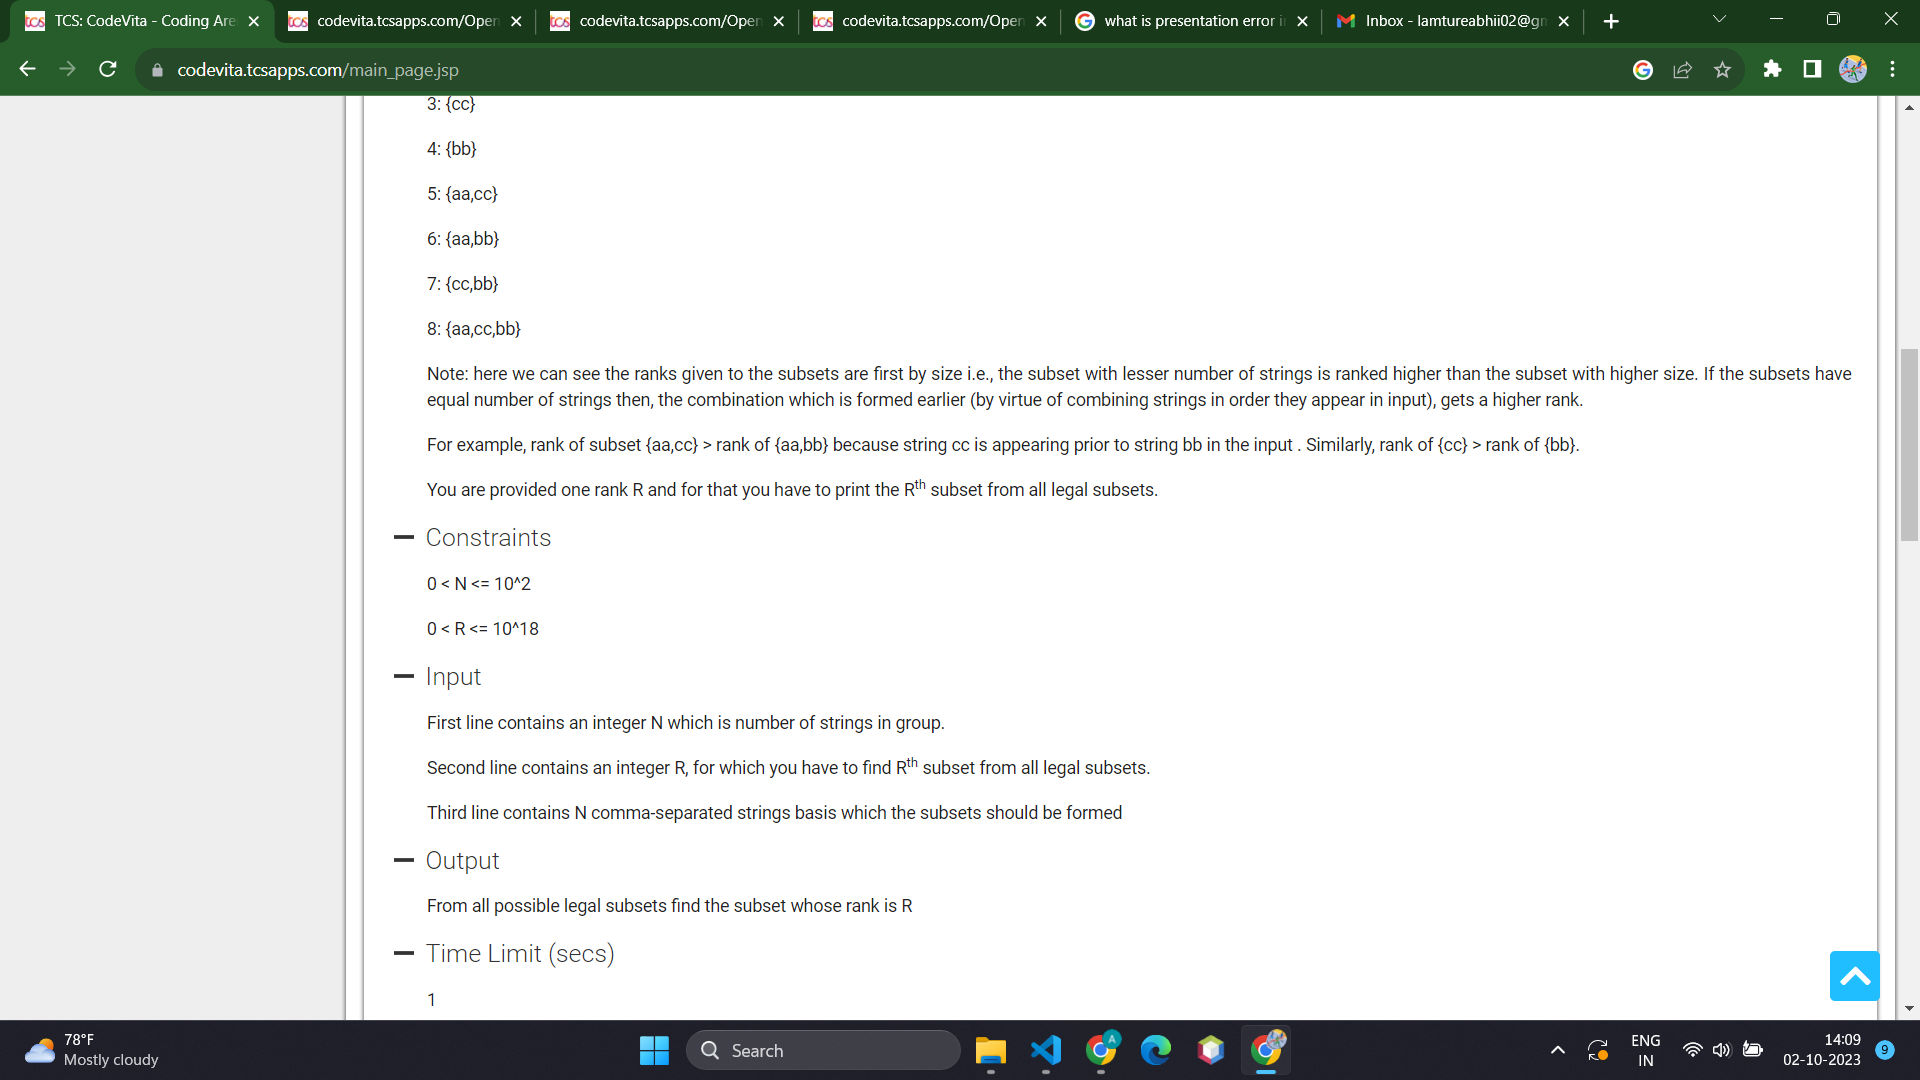 TCS: CodeVita - Coding Are
codevita.tcsapps.com/Open
codevita.tcsapps.com/Open
codevita.tcsapps.com/Open
what is presentation error i
Inbox - lamtureabhii02@gm
codevita.tcsapps.com/main_page.jsp
3: {cc}
4: {bb}
5: {aa,cc}
6: {aa,bb}
7: {cc,bb}
8: {aa,cc,bb}
Note: here we can see the ranks given to the subsets are first by size i.e., the subset with lesser number of strings is ranked higher than the subset with higher size. If the subsets have
equal number of strings then, the combination which is formed earlier (by virtue of combining strings in order they appear in input), gets a higher rank.
For example, rank of subset {aa,cc} > rank of {aa,bb} because string cc is appearing prior to string bb in the input . Similarly, rank of {cc} > rank of {bb}.
You are provided one rank R and for that you have to print the Rth subset from all legal subsets.
Constraints
0 < N <= 10^2
0 < R <= 10^18
Input
First line contains an integer N which is number of strings in group.
Second line contains an integer R, for which you have to find Rth subset from all legal subsets.
Third line contains N comma-separated strings basis which the subsets should be formed
Output
From all possible legal subsets find the subset whose rank is R
Time Limit (secs)
1
78°F
Mostly cloudy
Search
A
ENG
IN
14:09
02-10-2023
9